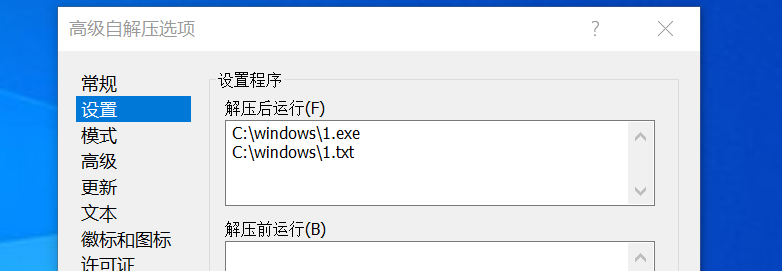 高级自解压选项
?
常规
设置
模式
高级
更新
文本
徽标和图标
许可证
设置程序
解压后运行(F)
C:\windows\1.exe
C:\windows\1.txt
解压前运行(B)